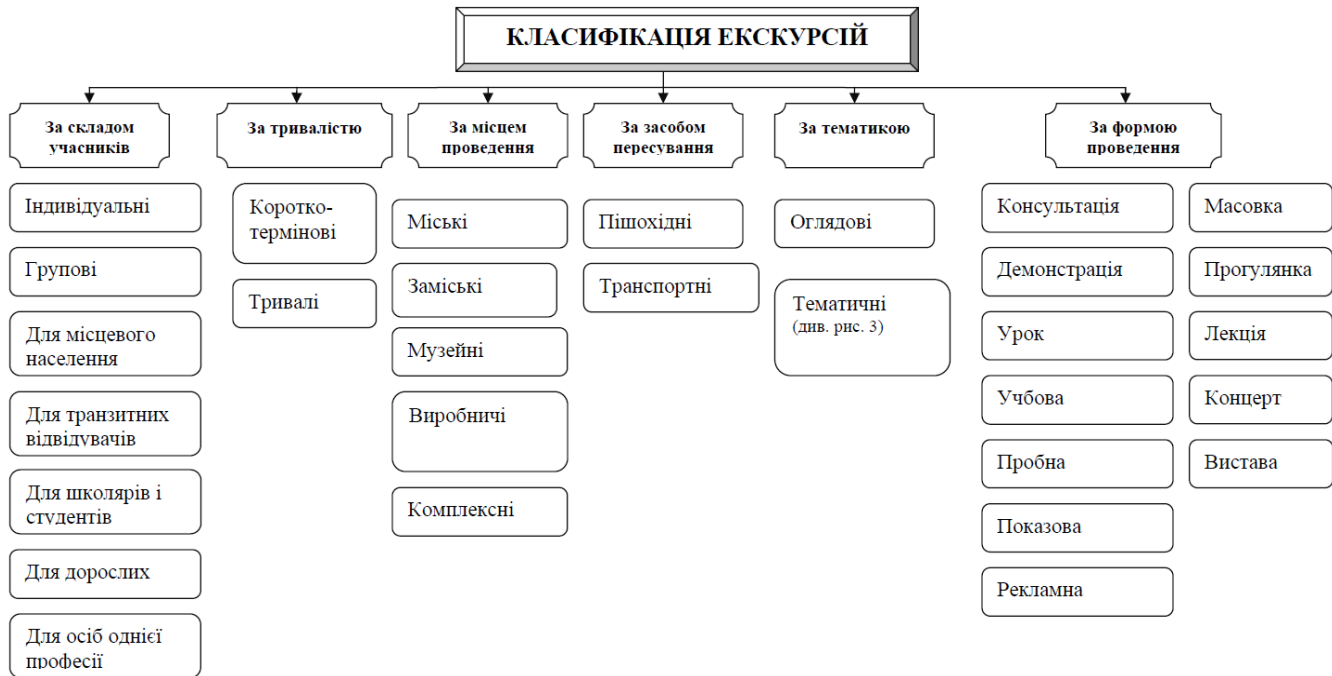 КЛАСИФІКАЦІЯ ЕКСКУРСІЙ
За складом
учасників
Індивідуальні
Групові
Для місцевого
населення
Для транзитних
відвідувачів
Для школярів і
студентів
Для дорослих
Для осіб однієї
професії
За тривалістю
Коротко-
термінові
Тривалі
За місцем
проведення
Міські
Заміські
Музейні
Виробничі
Комплексні
За засобом
пересування
Пішохідні
Транспортні
За тематикою
Оглядові
Тематичні
(див. рис. 3)
За формою
проведення
Консультація
Демонстрація
Урок
Учбова
Пробна
Показова
Рекламна
Масовка
Прогулянка
Лекція
Концерт
Вистава